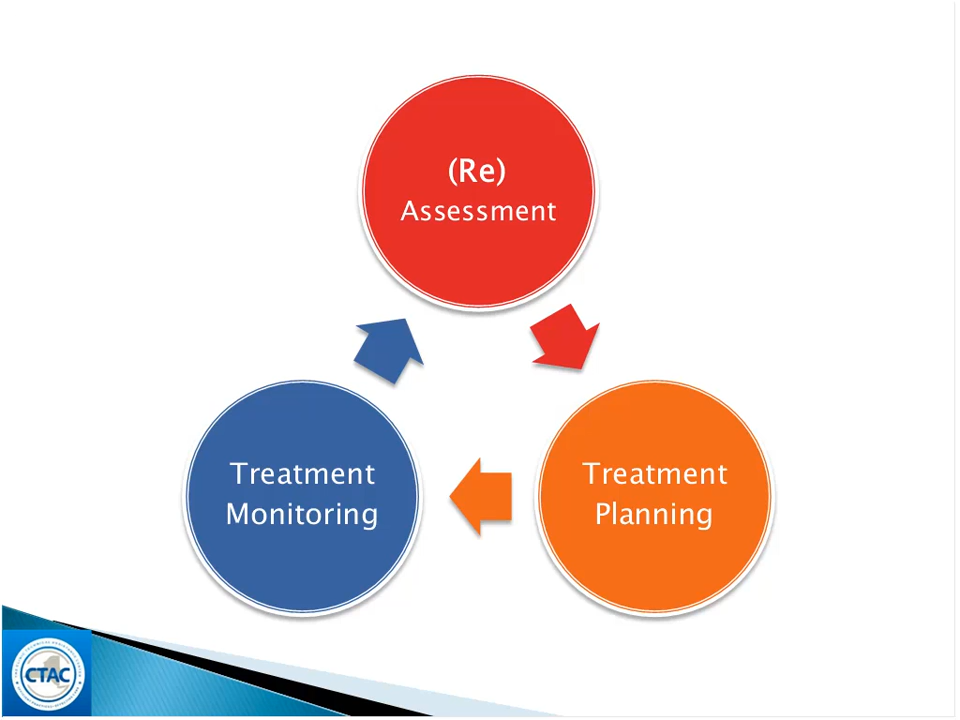 (Re)
Assessment
Treatment
Monitoring
Treatment
Planning
CTAC